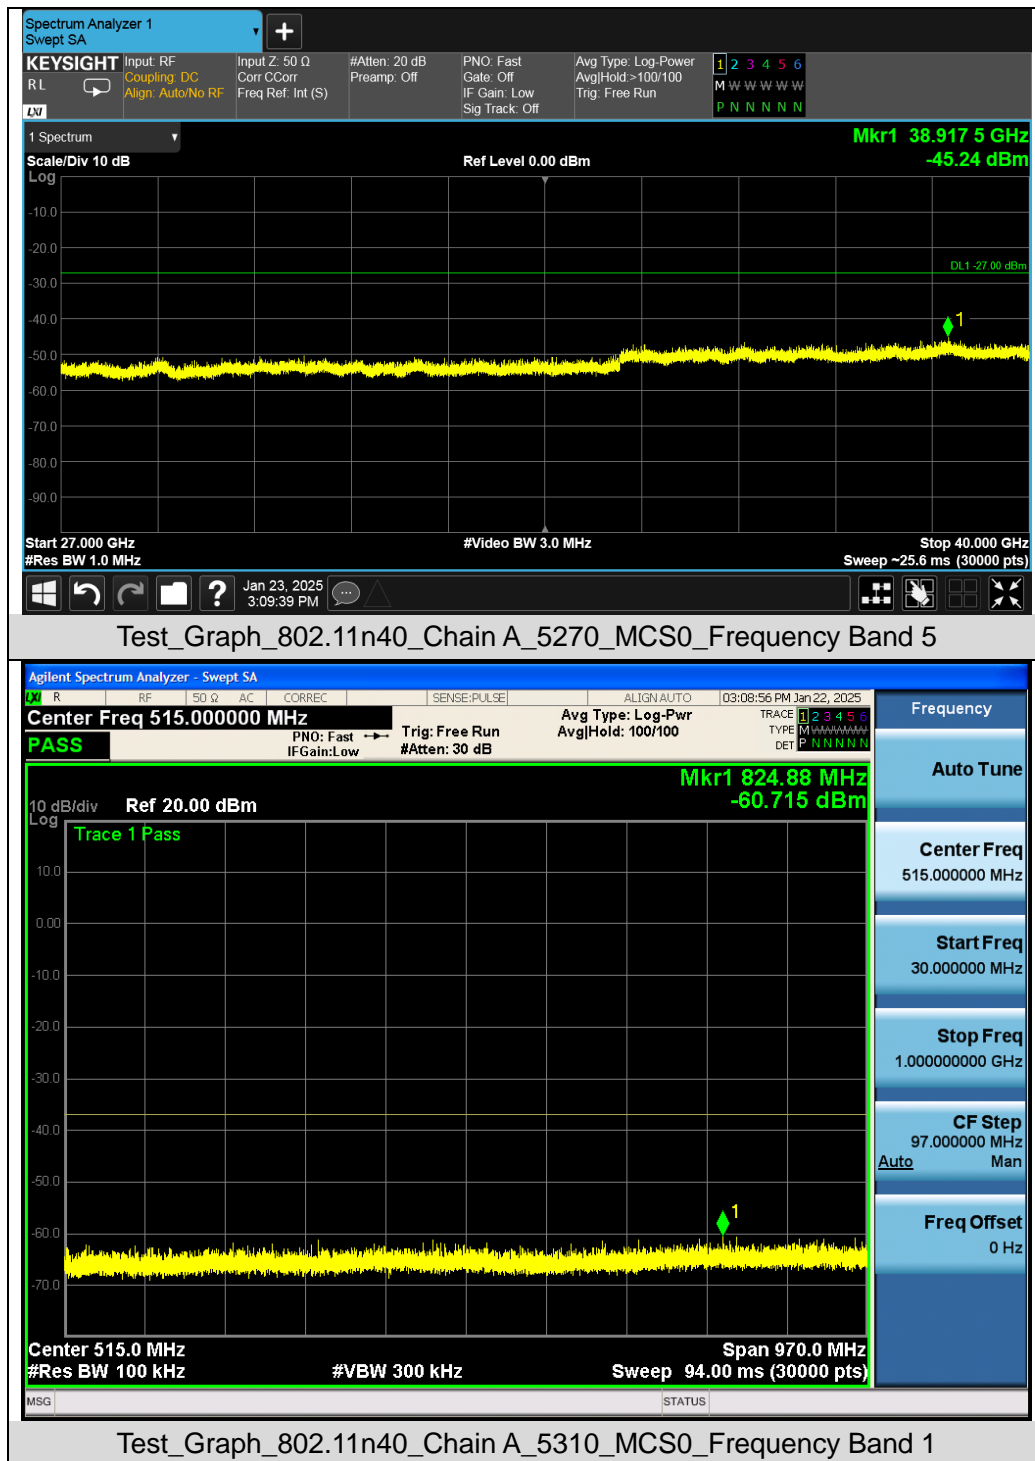 Spectrum Analyzer 1
Swept SA
+
KEYSIGHT
RL
LXI
Input: RF
Coupling: DC
Align: Auto/No RF
Input Z: 50 Ω
Corr CCorr
Freq Ref: Int (S)
#Atten: 20 dB
Preamp: Off
PNO: Fast
Gate: Off
IF Gain: Low
Sig Track: Off
Avg Type: Log-Power
Avg|Hold:>100/100
Trig: Free Run
1 2 3 4 5 6
M W W W W W
P N N N N N
1 Spectrum
Mkr1 38.917 5 GHz
Scale/Div 10 dB
Ref Level 0.00 dBm
-45.24 dBm
Log
-10.0
-20.0
DL1 -27.00 dBm
-30.0
-40.0
1
-50.0
-60.0
-70.0
-80.0
-90.0
Start 27.000 GHz
#Video BW 3.0 MHz
Stop 40.000 GHz
#Res BW 1.0 MHz
Sweep ~25.6 ms (30000 pts)
?
Jan 23, 2025
3:09:39 PM
Test_Graph_802.11n40_Chain A_5270_MCS0_Frequency Band 5
Agilent Spectrum Analyzer - Swept SA
LXI R RF 50 Ω AC CORREC SENSE:PULSE ALIGN AUTO 03:08:56 PM Jan 22, 2025
Center Freq 515.000000 MHz
PASS
PNO: Fast
IFGain:Low
Trig: Free Run
#Atten: 30 dB
Avg Type: Log-Pwr
Avg|Hold: 100/100
TRACE 1 2 3 4 5 6
TYPE M W W W W W
DET P N N N N N
Frequency
Mkr1 824.88 MHz
-60.715 dBm
10 dB/div
Ref 20.00 dBm
Log
Trace 1 Pass
10.0
0.00
-10.0
-20.0
-30.0
-40.0
-50.0
1
-60.0
-70.0
Center 515.0 MHz
Span 970.0 MHz
#Res BW 100 kHz
#VBW 300 kHz
Sweep 94.00 ms (30000 pts)
Auto Tune
Center Freq
515.000000 MHz
Start Freq
30.000000 MHz
Stop Freq
1.000000000 GHz
CF Step
97.000000 MHz
Auto Man
Freq Offset
0 Hz
MSG
STATUS
Test_Graph_802.11n40_Chain A_5310_MCS0_Frequency Band 1